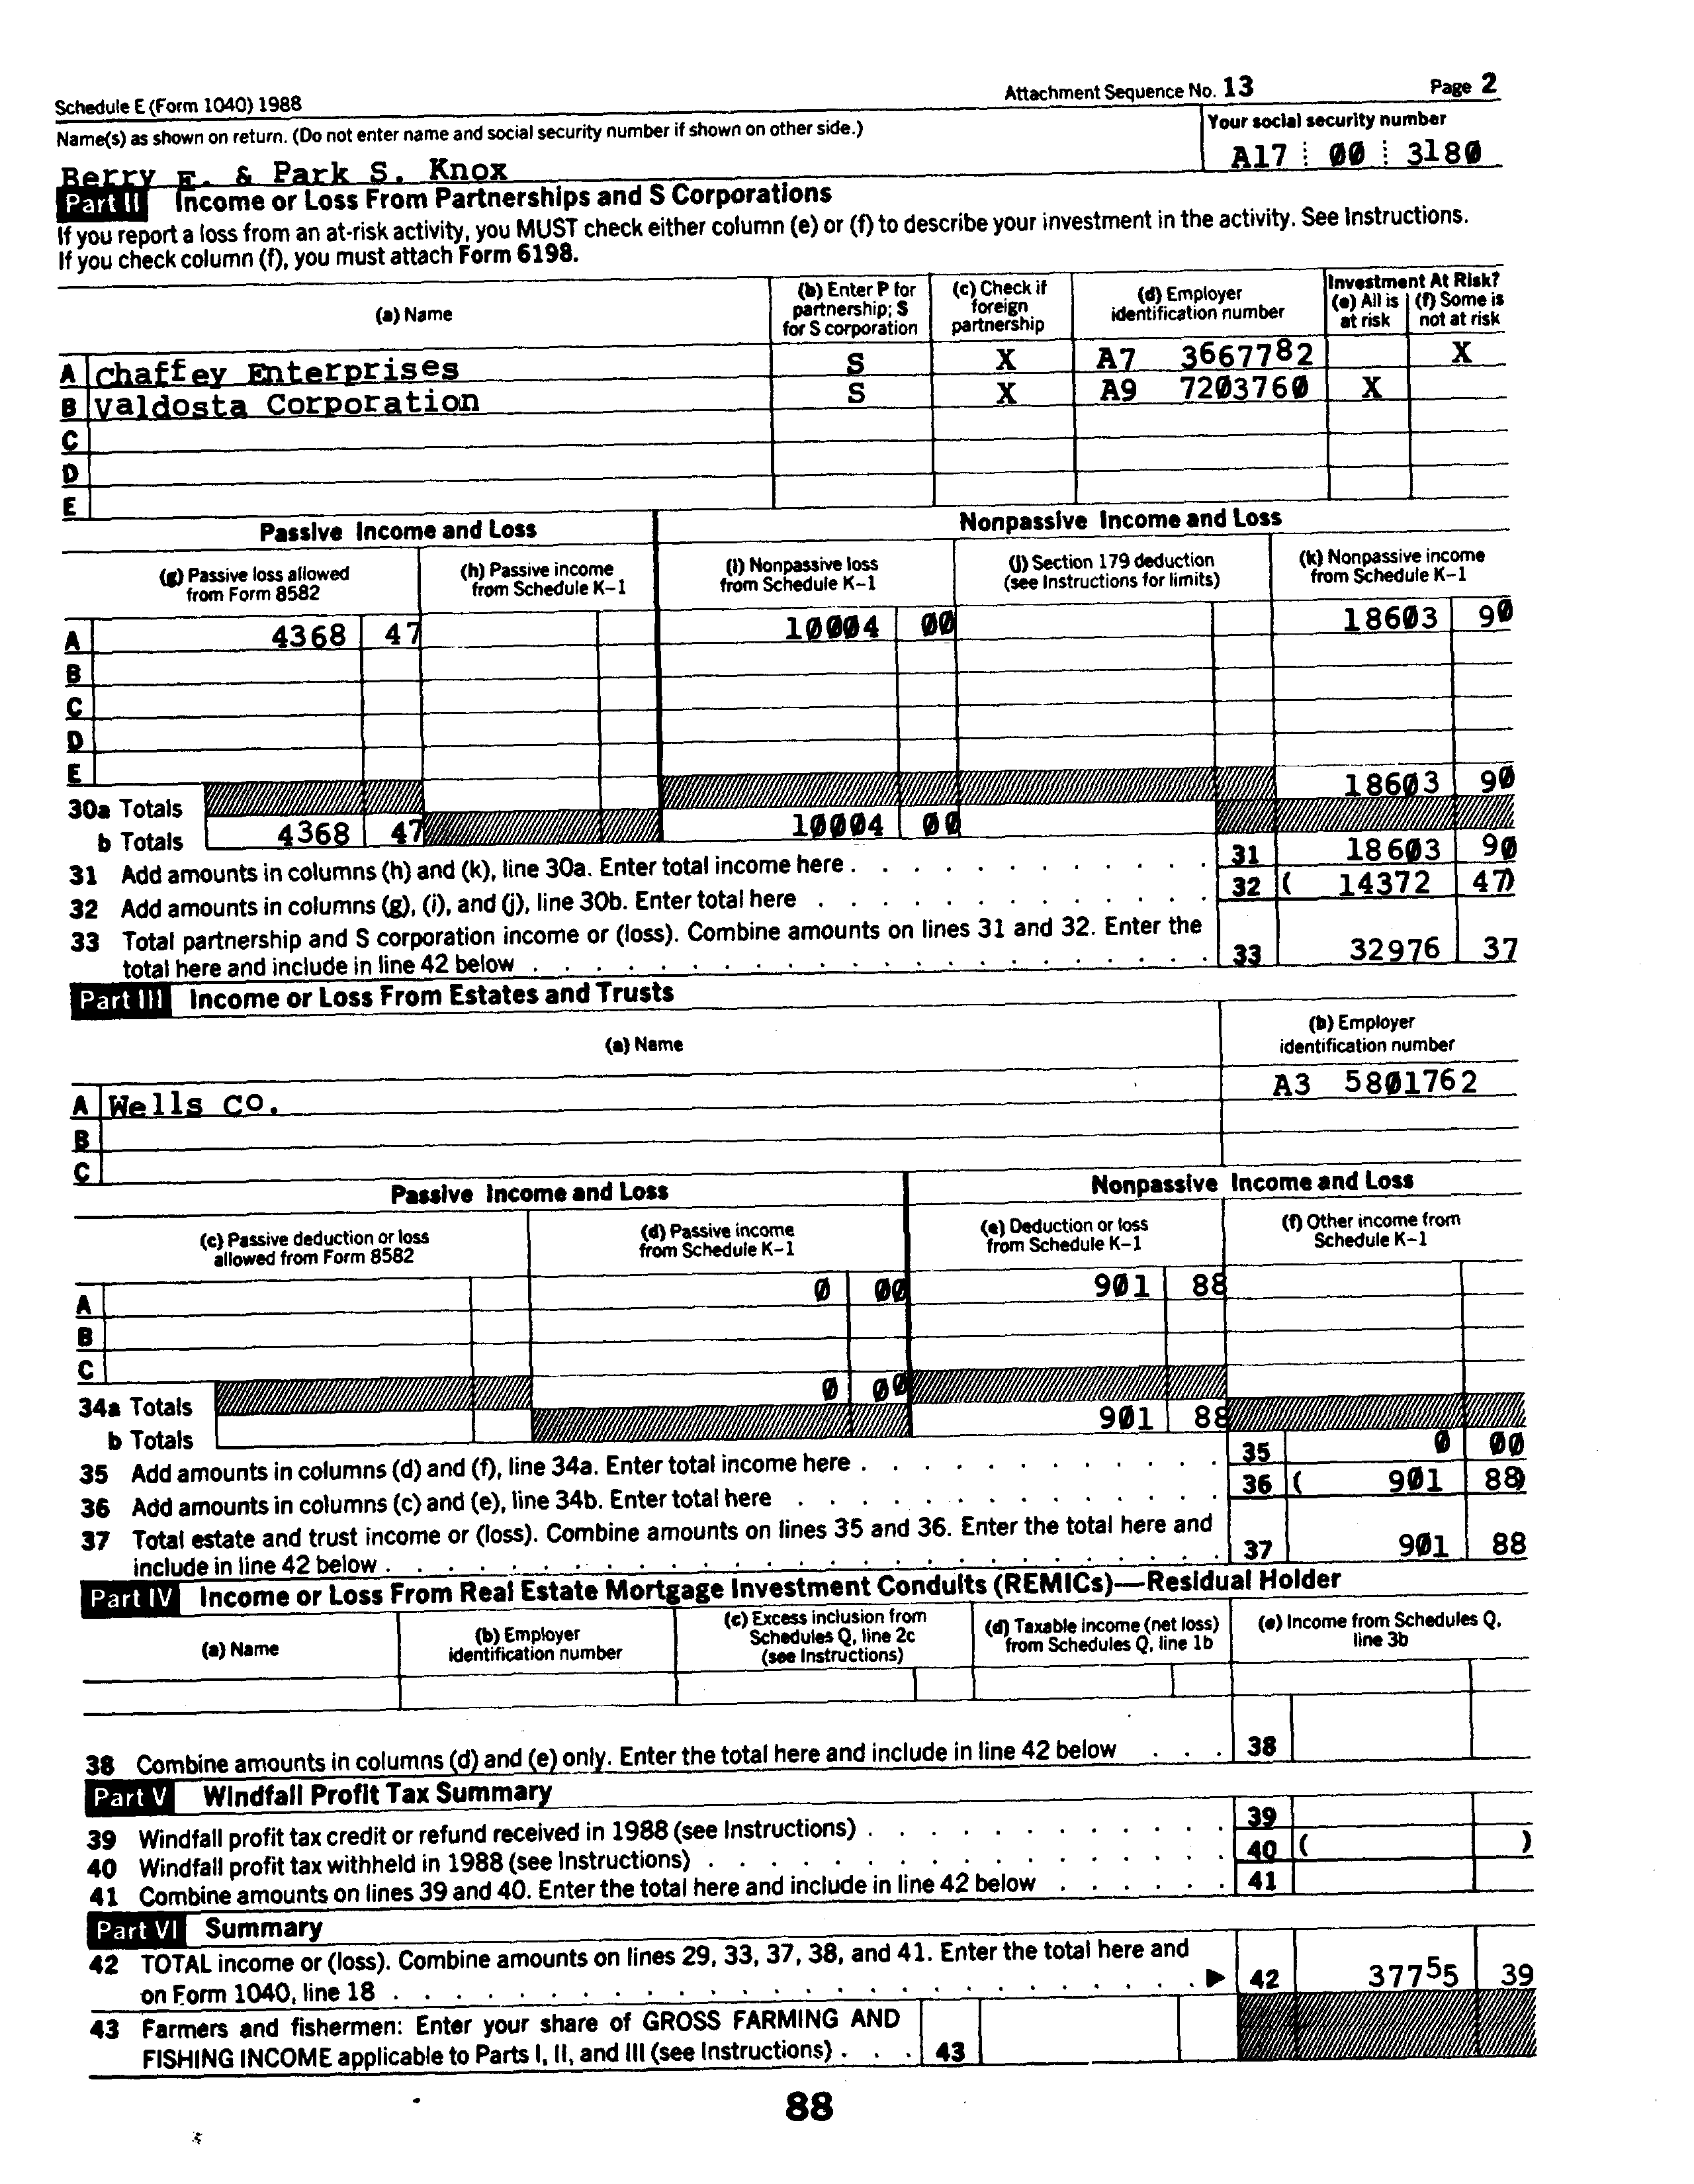 Schedule E (Form 1040) 1988 Attachment Sequence No. 13 Page 2
Name(s) as shown on return. (Do not enter name and social security number if shown on other side.) Your social security number
Berry E. & Park S. Knox A17 00 3180
Part II Income or Loss From Partnerships and S Corporations
If you report a loss from an at-risk activity, you MUST check either column (e) or (f) to describe your investment in the activity. See Instructions.
If you check column (f), you must attach Form 6198.
(a) Name (b) Enter P for partnership; S for S corporation (c) Check if foreign partnership (d) Employer identification number Investment At Risk? (e) All is at risk (f) Some is not at risk
A Chaffey Enterprises S X A7 3667782 X
B Valdosta Corporation S X A9 7203760 X
C
D
E
Passive Income and Loss Nonpassive Income and Loss
(g) Passive loss allowed from Form 8582 (h) Passive income from Schedule K–1 (i) Nonpassive loss from Schedule K–1 (j) Section 179 deduction (see Instructions for limits) (k) Nonpassive income from Schedule K–1
A 4368 47 10004 00 18603 90
B
C
D
E
30a Totals 18603 90
b Totals 4368 47 10004 00
31 Add amounts in columns (h) and (k), line 30a. Enter total income here 31 18603 90
32 Add amounts in columns (g), (i), and (j), line 30b. Enter total here 32 ( 14372 47)
33 Total partnership and S corporation income or (loss). Combine amounts on lines 31 and 32. Enter the
total here and include in line 42 below 33 32976 37
Part III Income or Loss From Estates and Trusts
(a) Name (b) Employer identification number
A Wells CO. A3 5801762
B
C
Passive Income and Loss Nonpassive Income and Loss
(c) Passive deduction or loss allowed from Form 8582 (d) Passive income from Schedule K–1 (e) Deduction or loss from Schedule K–1 (f) Other income from Schedule K–1
A 0 00 901 88
B
C
34a Totals 0 00
b Totals 901 88
35 Add amounts in columns (d) and (f), line 34a. Enter total income here 35 0 00
36 Add amounts in columns (c) and (e), line 34b. Enter total here 36 ( 901 88)
37 Total estate and trust income or (loss). Combine amounts on lines 35 and 36. Enter the total here and
include in line 42 below 37 901 88
Part IV Income or Loss From Real Estate Mortgage Investment Conduits (REMICs)—Residual Holder
(a) Name (b) Employer identification number (c) Excess inclusion from Schedules Q, line 2c (see Instructions) (d) Taxable income (net loss) from Schedules Q, line 1b (e) Income from Schedules Q, line 3b
38 Combine amounts in columns (d) and (e) only. Enter the total here and include in line 42 below 38
Part V Windfall Profit Tax Summary
39 Windfall profit tax credit or refund received in 1988 (see Instructions) 39
40 Windfall profit tax withheld in 1988 (see Instructions) 40 ( )
41 Combine amounts on lines 39 and 40. Enter the total here and include in line 42 below 41
Part VI Summary
42 TOTAL income or (loss). Combine amounts on lines 29, 33, 37, 38, and 41. Enter the total here and
on Form 1040, line 18 ▶ 42 37755 39
43 Farmers and fishermen: Enter your share of GROSS FARMING AND
FISHING INCOME applicable to Parts I, II, and III (see Instructions) 43
88